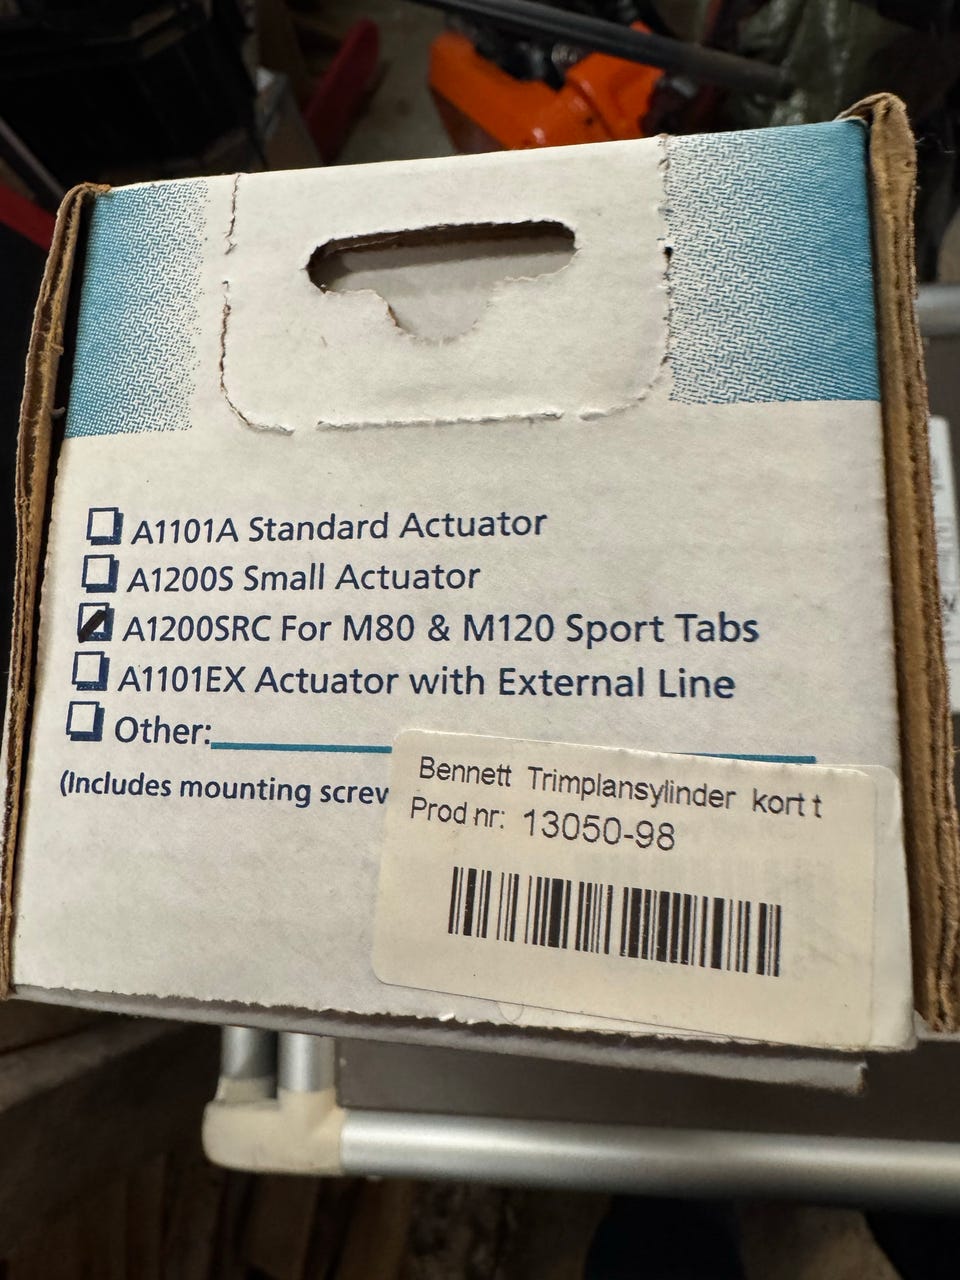 A1101A Standard Actuator
A1200S Small Actuator
A1200SRC For M80 & M120 Sport Tabs
A1101EX Actuator with External Line
Other:
(Includes mounting screw
Bennett Trimplansylinder kort t
Prod nr: 13050-98